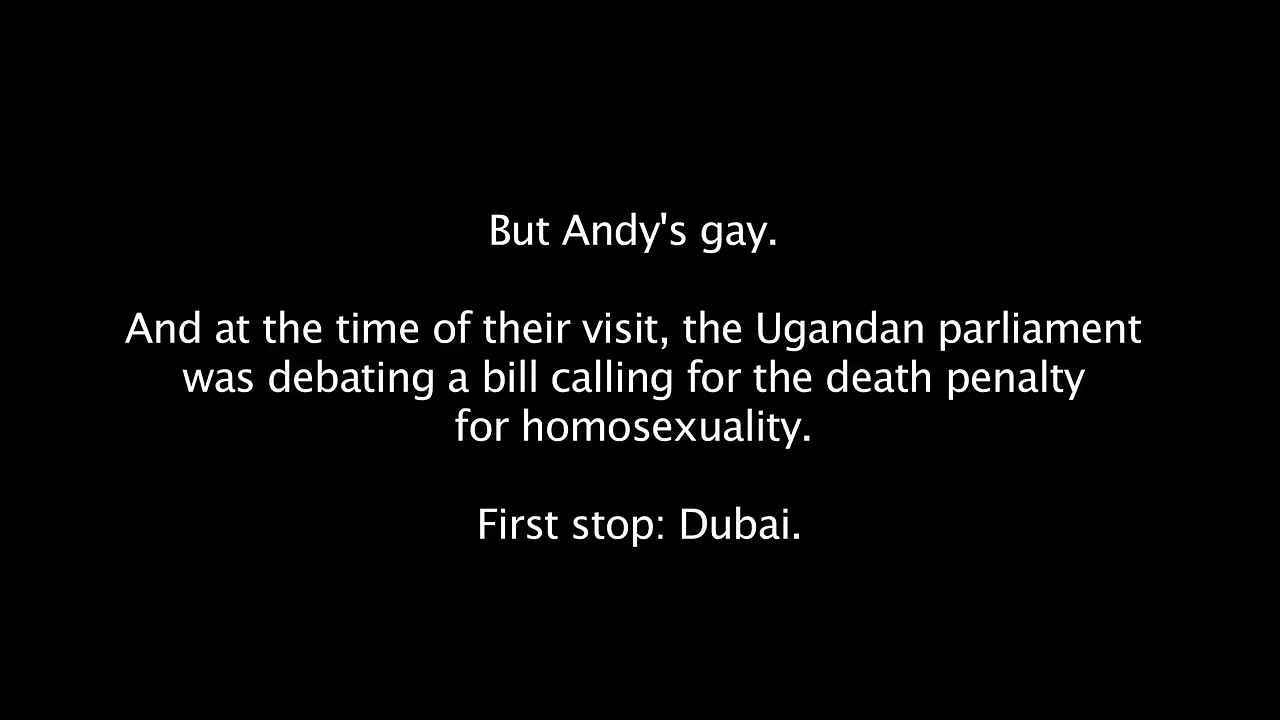 But Andy's gay.
And at the time of their visit, the Ugandan parliament
was debating a bill calling for the death penalty
for homosexuality.
First stop: Dubai.